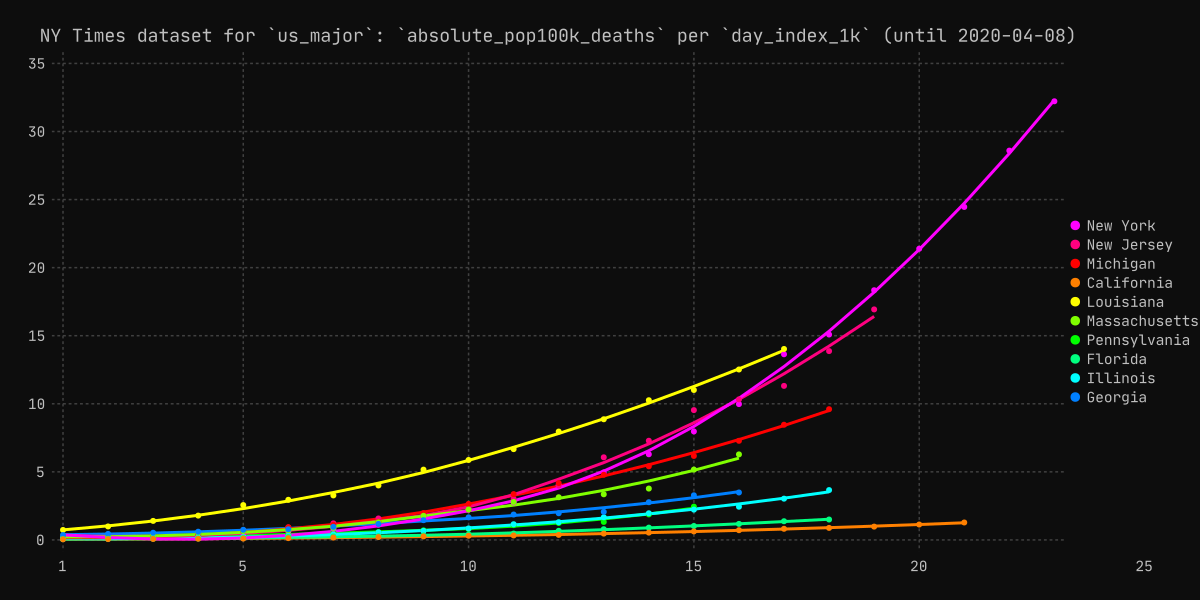 NY Times dataset for `us_major`: `absolute_pop100k_deaths` per `day_index_1k` (until 2020-04-08)
35
30
25
20
15
10
5
0
1 5 10 15 20 25
New York
New Jersey
Michigan
California
Louisiana
Massachusetts
Pennsylvania
Florida
Illinois
Georgia